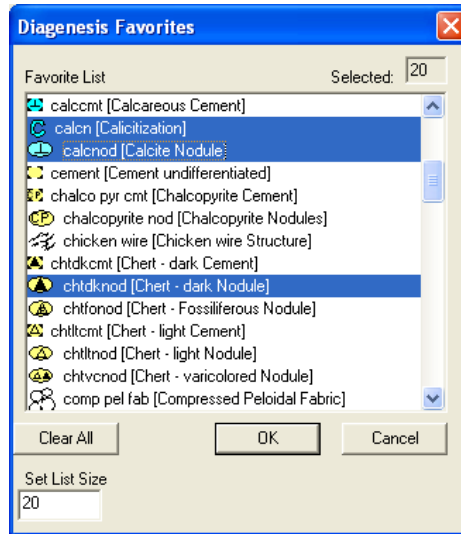 Diagenesis Favorites
Favorite List
Selected: 20
calccmt [Calcareous Cement]
calcn [Calicitization]
calcnod [Calcite Nodule
cement [Cement undifferentiated]
chalco pyr cmt [Chalcopyrite Cement]
chalcopyrite nod [Chalcopyrite Nodules]
chicken wire [Chicken wire Structure]
chtdkcmt [Chert - dark Cement]
chtdknod [Chert - dark Nodule]
chtfonod [Chert - Fossiliferous Nodule]
chtltcmt [Chert - light Cement]
chtltnod [Chert - light Nodule]
chtvcnod [Chert - varicolored Nodule]
comp pel fab [Compressed Peloidal Fabric]
Clear All
OK
Cancel
Set List Size
20